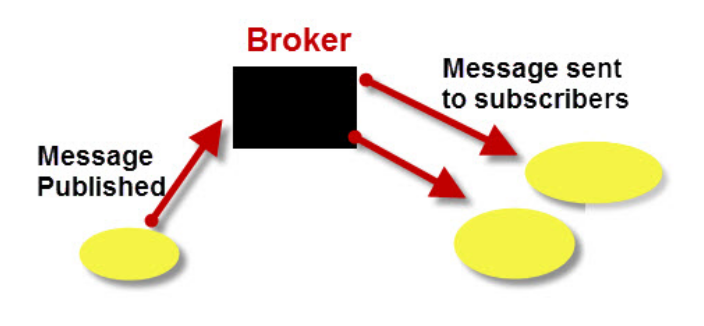 Broker
Message sent
to subscribers
Message
Published